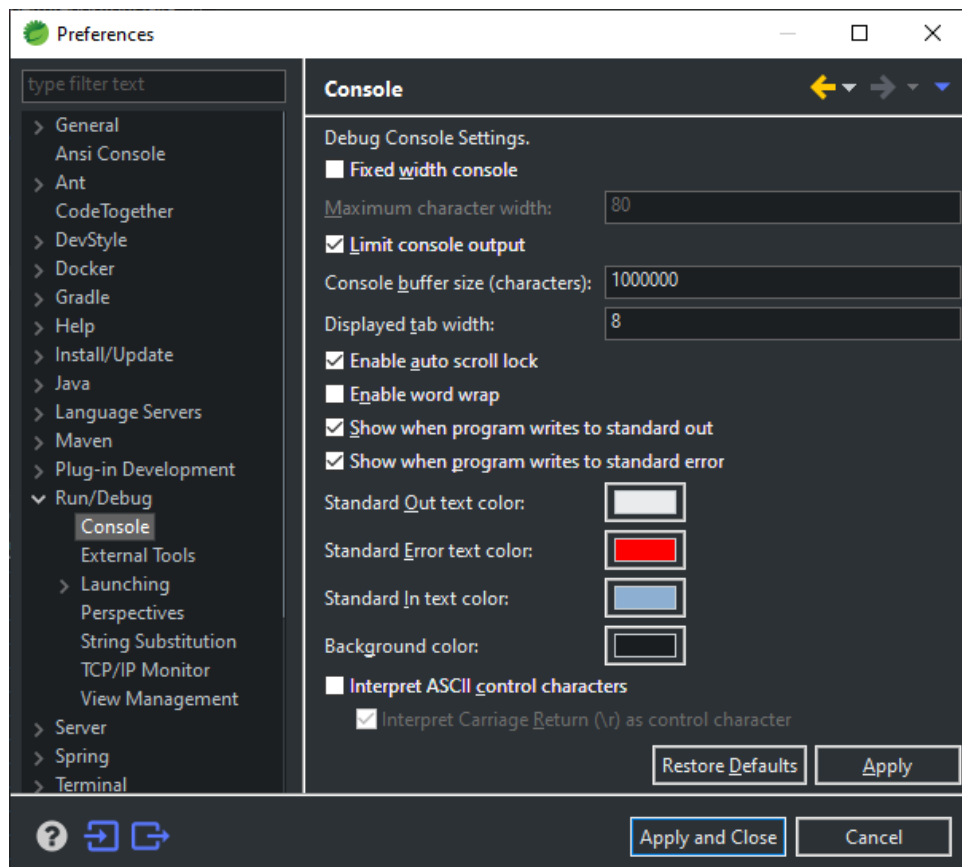 Preferences
type filter text
General
Ansi Console
Ant
CodeTogether
DevStyle
Docker
Gradle
Help
Install/Update
Java
Language Servers
Maven
Plug-in Development
Run/Debug
Console
External Tools
Launching
Perspectives
String Substitution
TCP/IP Monitor
View Management
Server
Spring
Terminal
Console
Debug Console Settings.
Fixed width console
Maximum character width: 80
Limit console output
Console buffer size (characters): 1000000
Displayed tab width: 8
Enable auto scroll lock
Enable word wrap
Show when program writes to standard out
Show when program writes to standard error
Standard Out text color:
Standard Error text color:
Standard In text color:
Background color:
Interpret ASCII control characters
Interpret Carriage Return (\r) as control character
Restore Defaults Apply
? Apply and Close Cancel